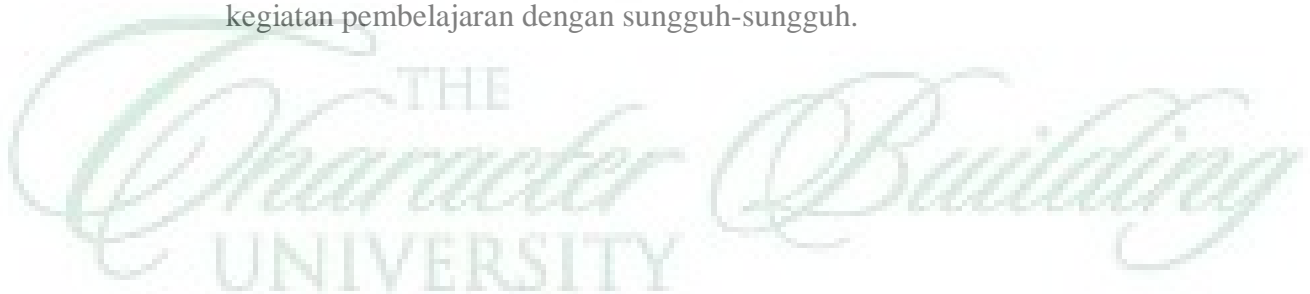 kegiatan pembelajaran dengan sungguh-sungguh.
THE
Character Building
UNIVERSITY